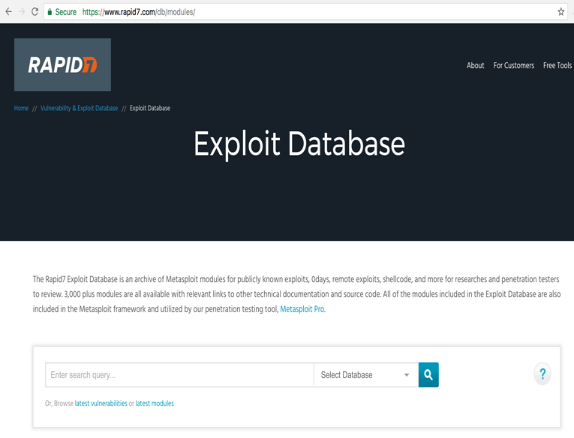 Secure https://www.rapid7.com/db/modules/
RAPID7
About For Customers Free Tools
Home // Vulnerability & Exploit Database // Exploit Database
Exploit Database
The Rapid7 Exploit Database is an archive of Metasploit modules for publicly known exploits, 0days, remote exploits, shellcode, and more for researches and penetration testers
to review. 3,000 plus modules are all available with relevant links to other technical documentation and source code. All of the modules included in the Exploit Database are also
included in the Metasploit framework and utilized by our penetration testing tool, Metasploit Pro.
Enter search query... Select Database ?
Or, Browse latest vulnerabilities or latest modules